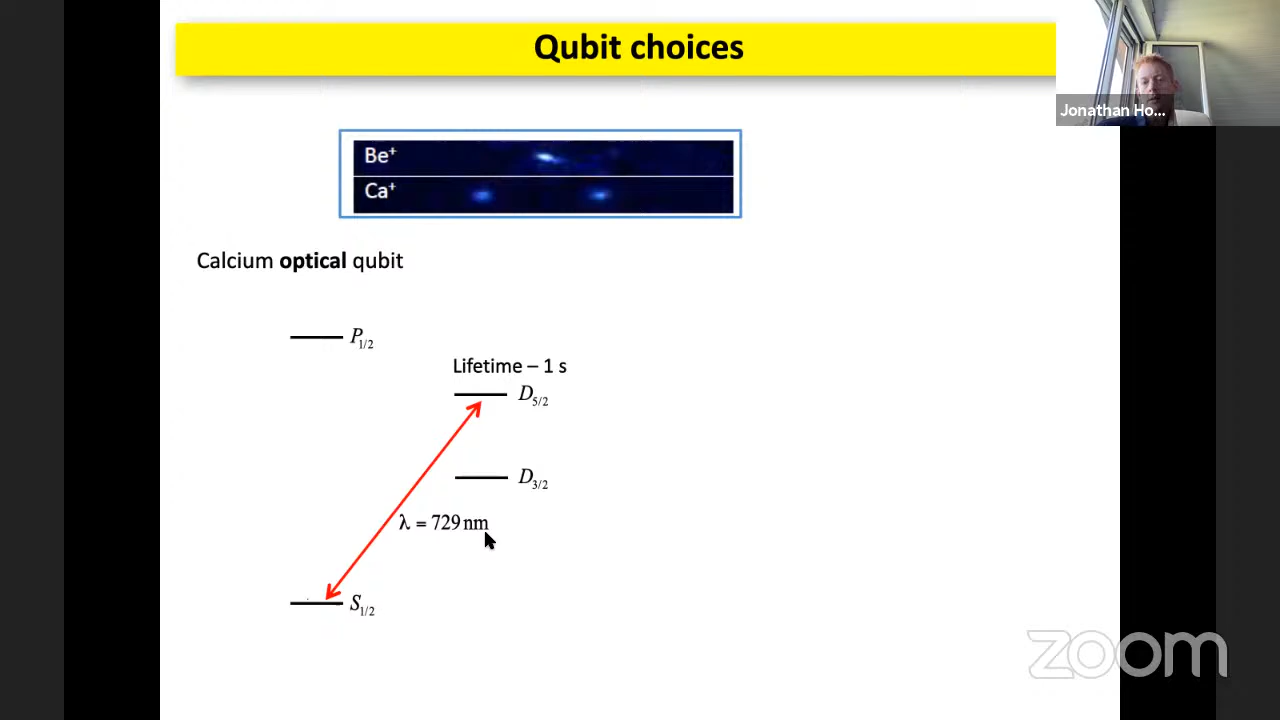 Qubit choices
Jonathan Ho...
Be⁺
Ca⁺
Calcium optical qubit
P1/2
Lifetime – 1 s
D5/2
D3/2
λ = 729 nm
S1/2
zoom